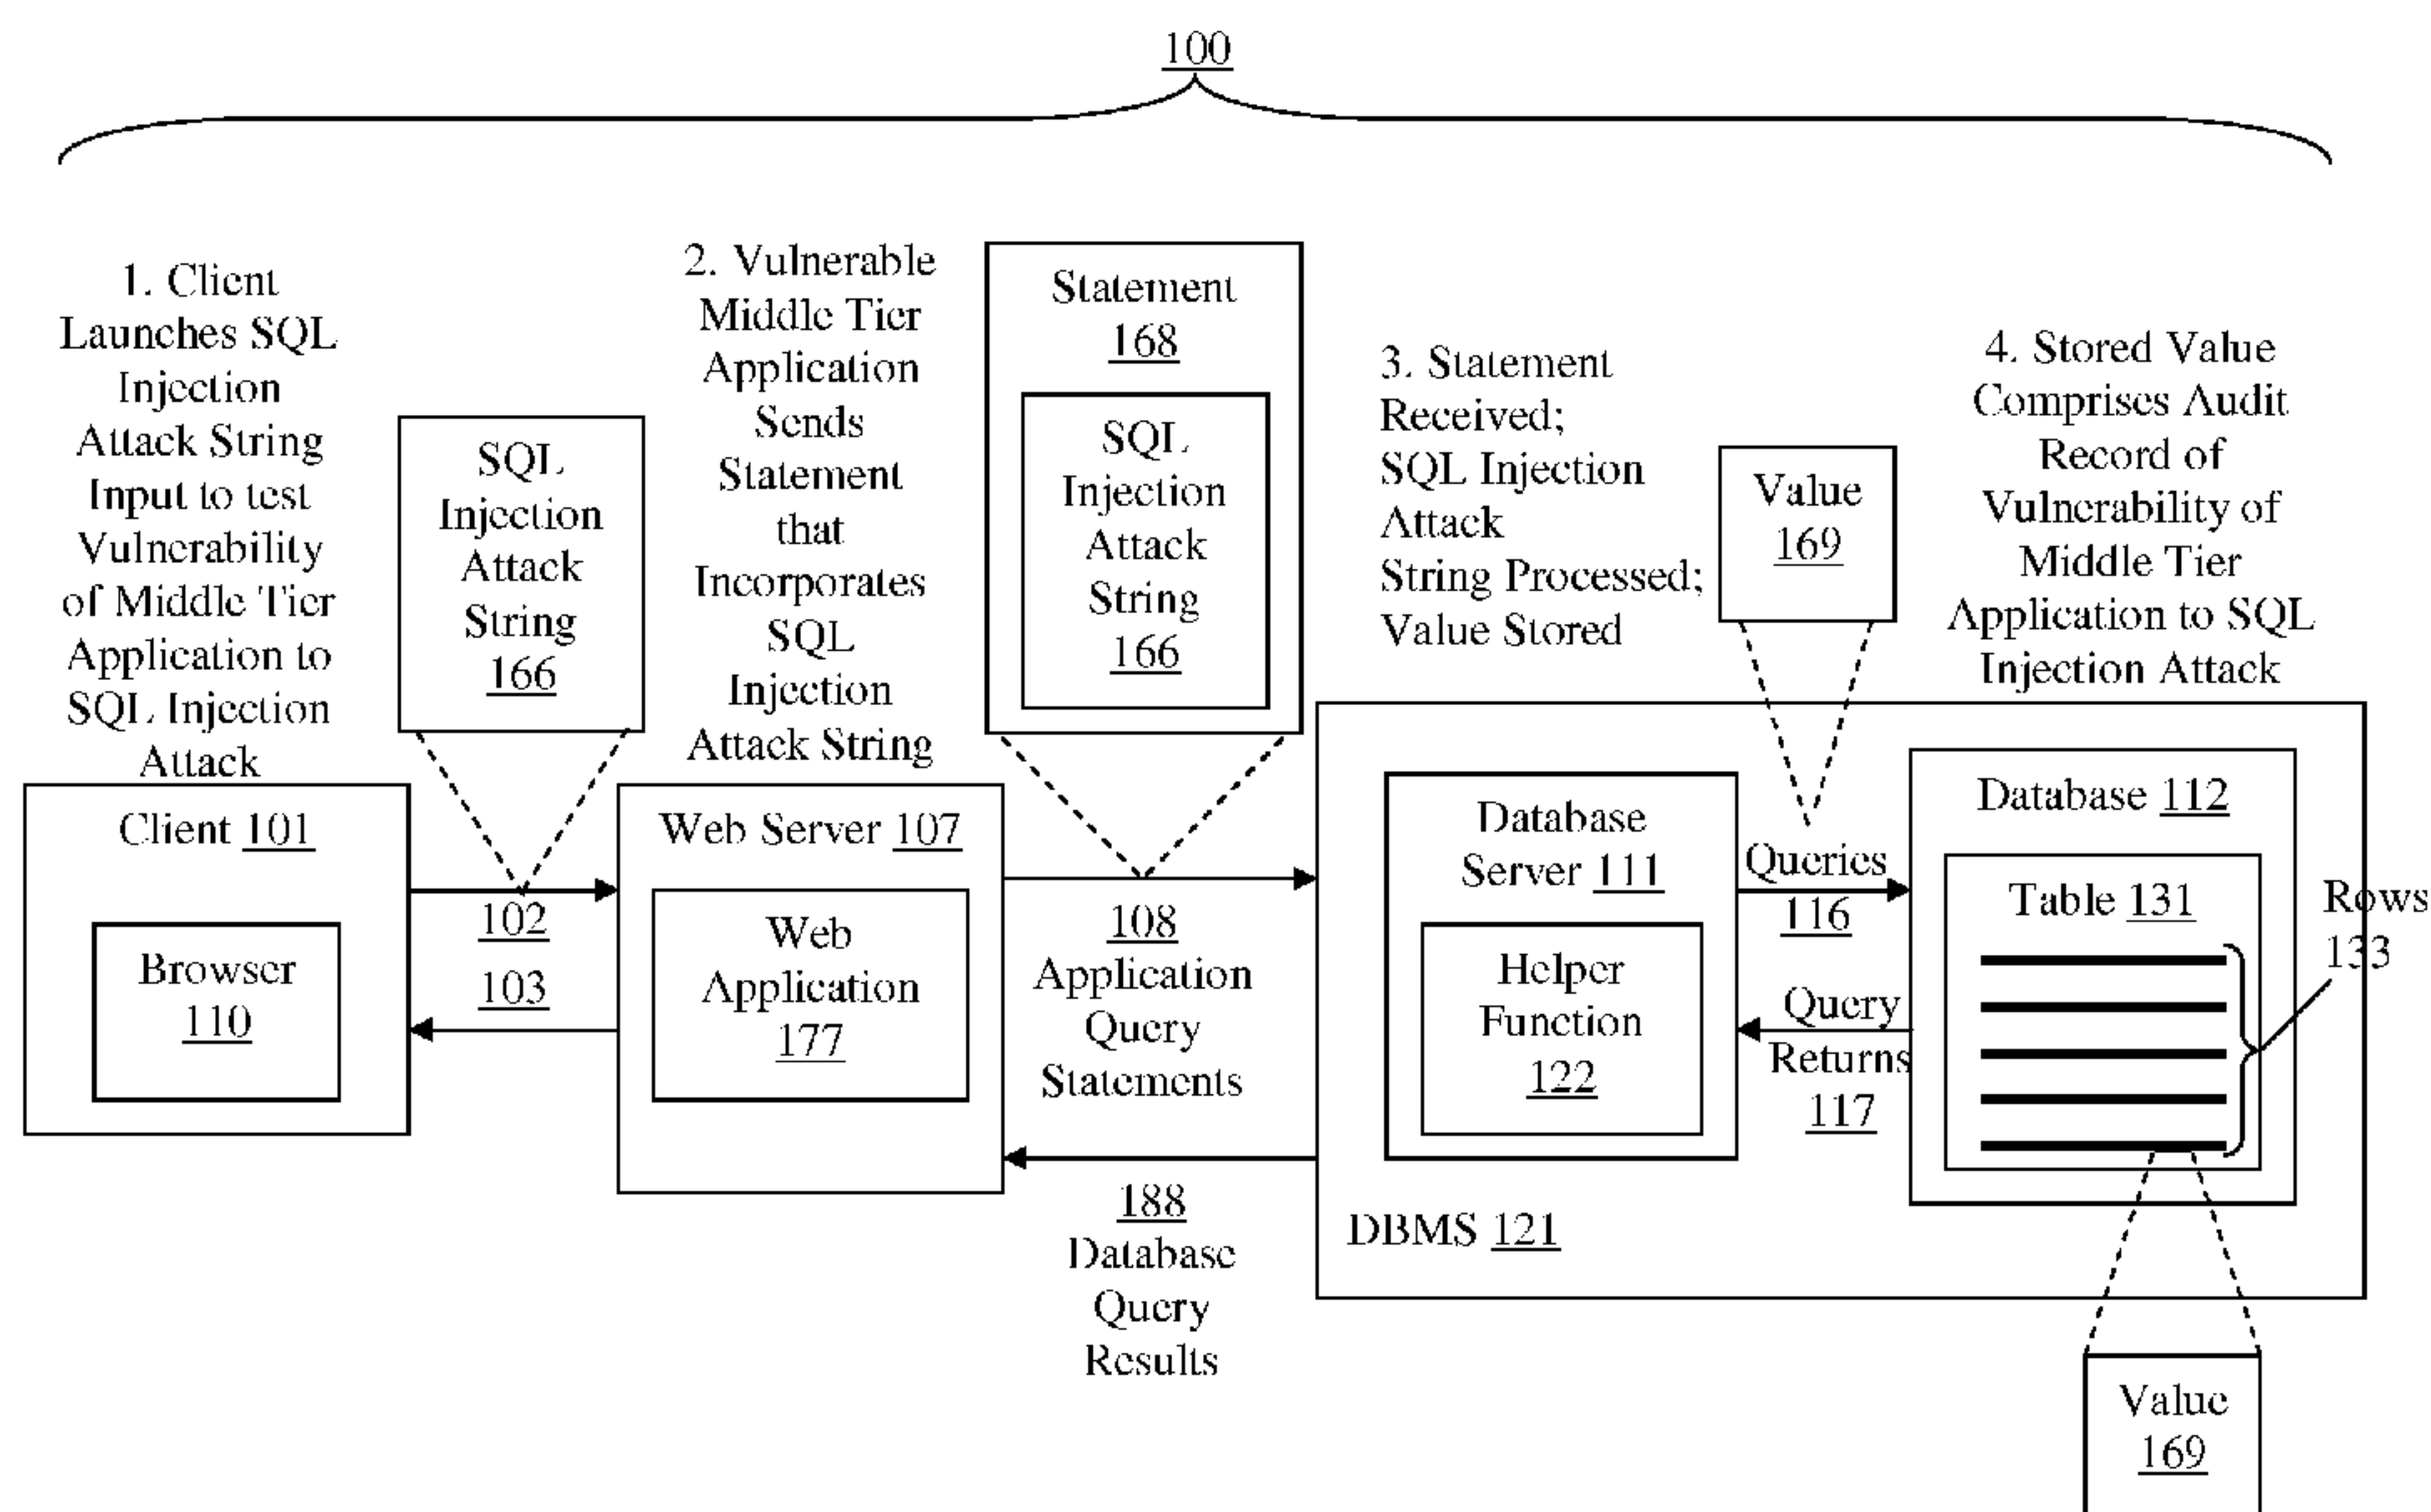 100
1. Client
Launches SQL
Injection
Attack String
Input to test
Vulnerability
of Middle Tier
Application to
SQL Injection
Attack
SQL
Injection
Attack
String
166
2. Vulnerable
Middle Tier
Application
Sends
Statement
that
Incorporates
SQL
Injection
Attack String
Statement
168
SQL
Injection
Attack
String
166
3. Statement
Received;
SQL Injection
Attack
String Processed;
Value Stored
Value
169
4. Stored Value
Comprises Audit
Record of
Vulnerability of
Middle Tier
Application to SQL
Injection Attack
Client 101
Browser
110
102
103
Web Server 107
Web
Application
177
108
Application
Query
Statements
188
Database
Query
Results
Database
Server 111
Helper
Function
122
DBMS 121
Queries
116
Query
Returns
117
Database 112
Table 131
Rows
133
Value
169